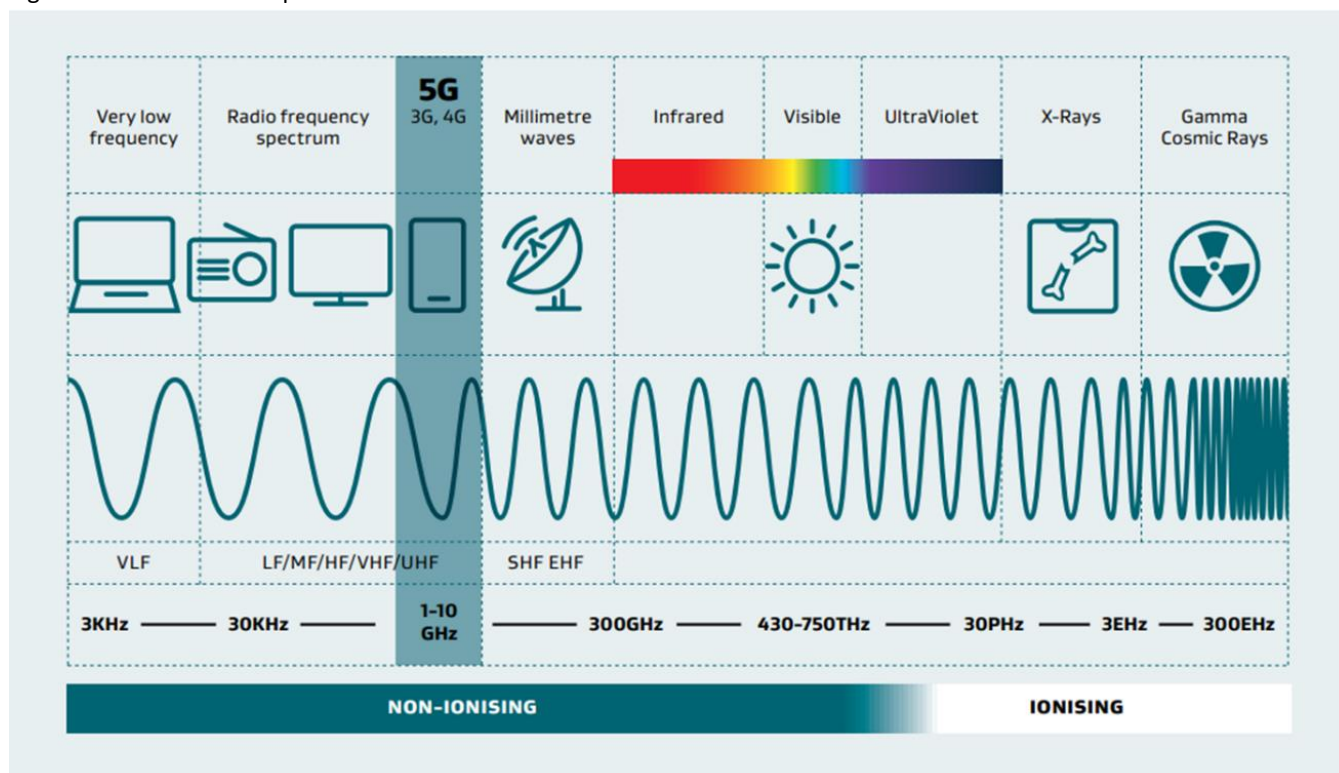 5G
Very low
frequency
Radio frequency
spectrum
3G, 4G
Millimetre
waves
Infrared
Visible
UltraViolet
X-Rays
Gamma
Cosmic Rays
VLF
LF/MF/HF/VHF/UHF
SHF EHF
3KHz
30KHz
1-10
GHz
300GHz
430-750THz
30PHz
3EHz
300EHz
NON-IONISING
IONISING